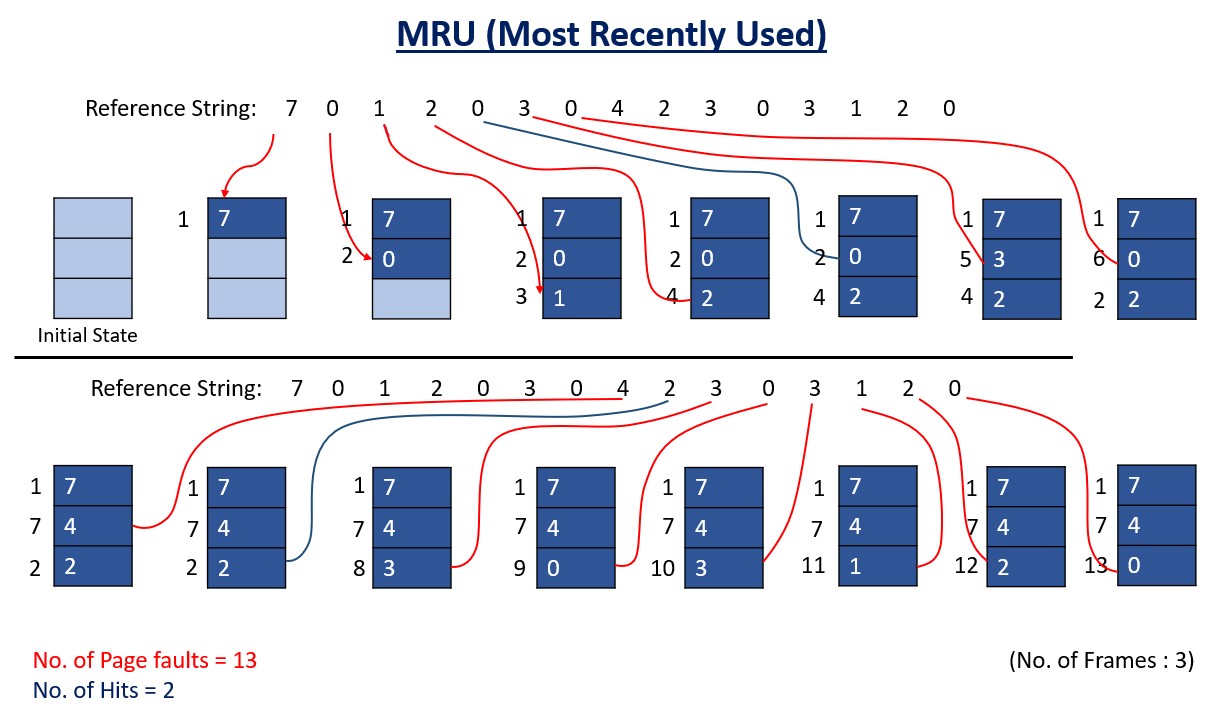 MRU (Most Recently Used)
Reference String: 7 0 1 2 0 3 0 4 2 3 0 3 1 2 0
1 7 1 7 1 7 1 7 1 7 1 7 1 7
2 0 2 0 2 0 2 0 5 3 6 0
3 1 4 2 4 2 4 2 2 2
Initial State
Reference String: 7 0 1 2 0 3 0 4 2 3 0 3 1 2 0
1 7 1 7 1 7 1 7 1 7 1 7 1 7 1 7
7 4 7 4 7 4 7 4 7 4 7 4 7 4 7 4
2 2 2 2 8 3 9 0 10 3 11 1 12 2 13 0
No. of Page faults = 13 (No. of Frames : 3)
No. of Hits = 2